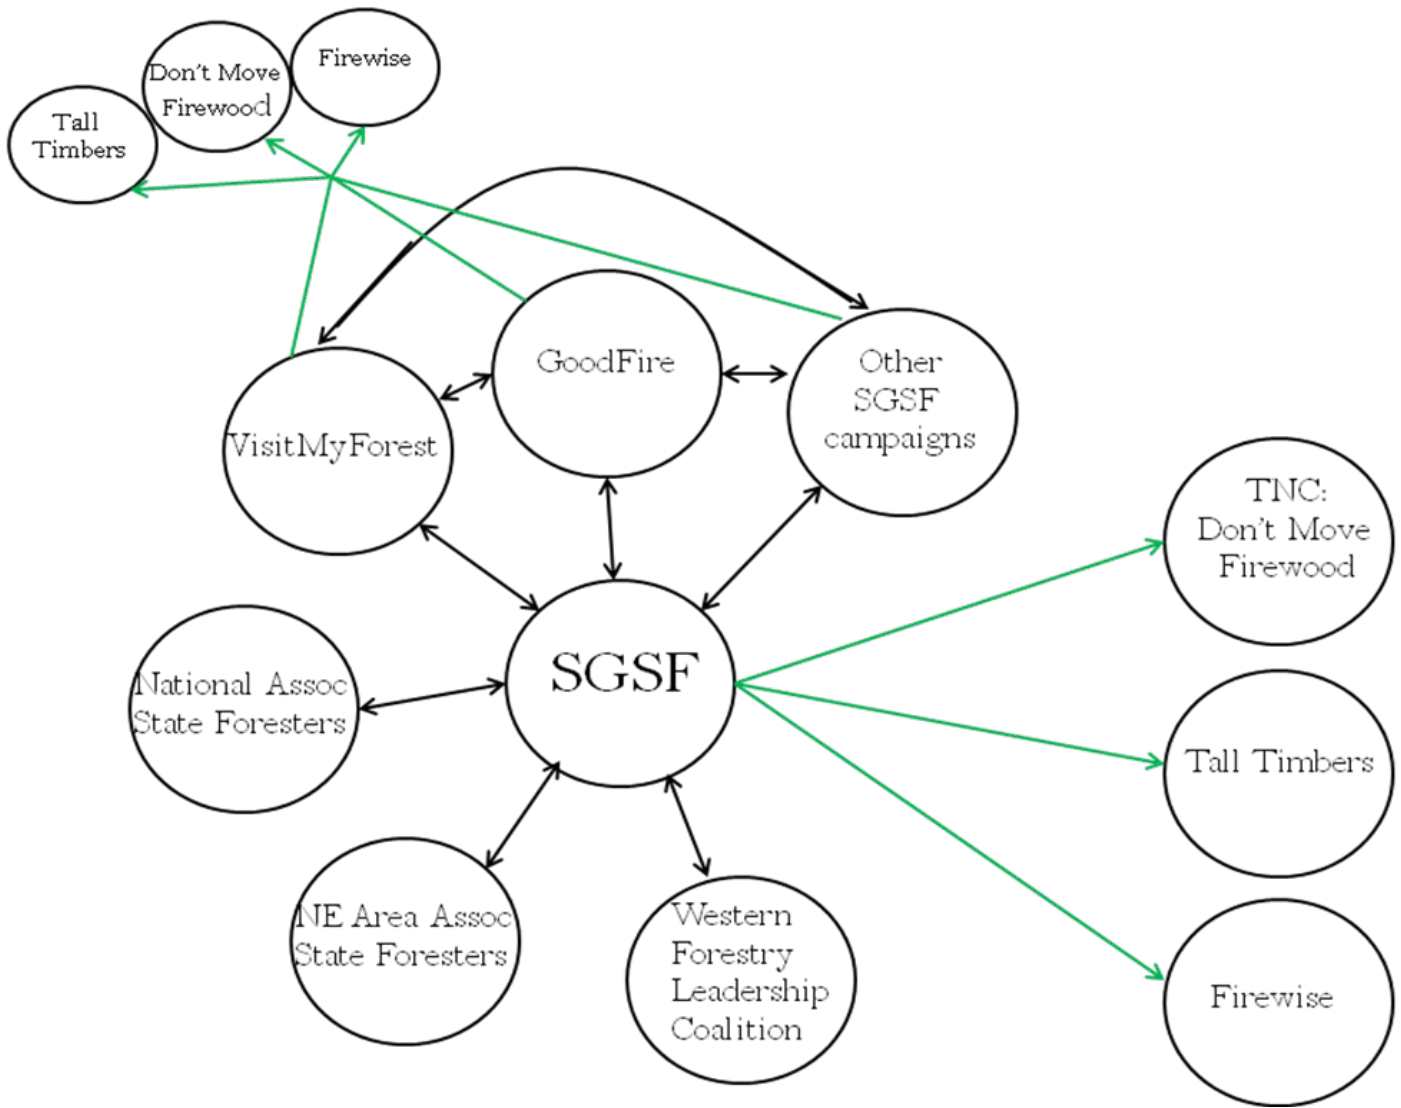 Firewise
Don't Move
Firewood
Tall
Timbers
GoodFire
Other
SGSF
campaigns
VisitMyForest
TNC:
Don't Move
Firewood
SGSF
National Assoc
State Foresters
Tall Timbers
NE Area Assoc
State Foresters
Western
Forestry
Leadership
Coalition
Firewise